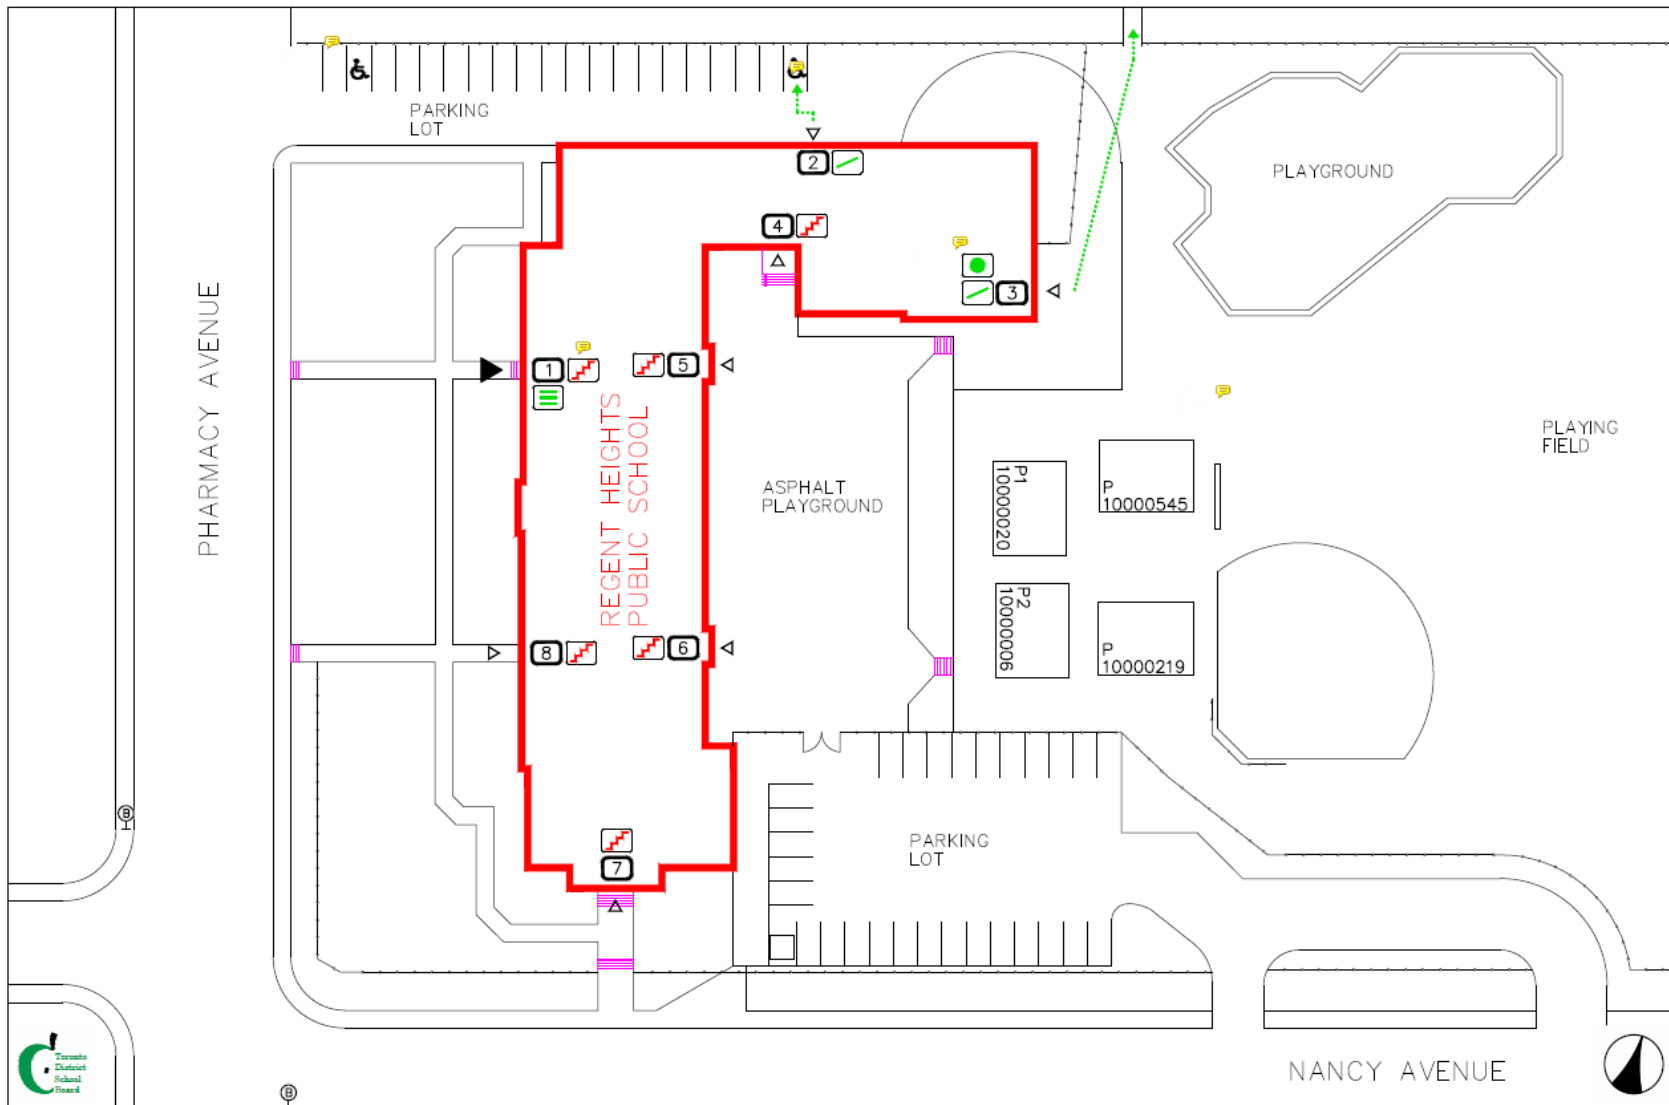 PARKING
LOT
PLAYGROUND
2
4
3
PHARMACY AVENUE
1
5
REGENT HEIGHTS
PUBLIC SCHOOL
ASPHALT
PLAYGROUND
PLAYING
FIELD
P1
10000020
P
10000545
P2
10000006
P
10000219
8
6
B
PARKING
LOT
7
Toronto
District
School
Board
NANCY AVENUE
B